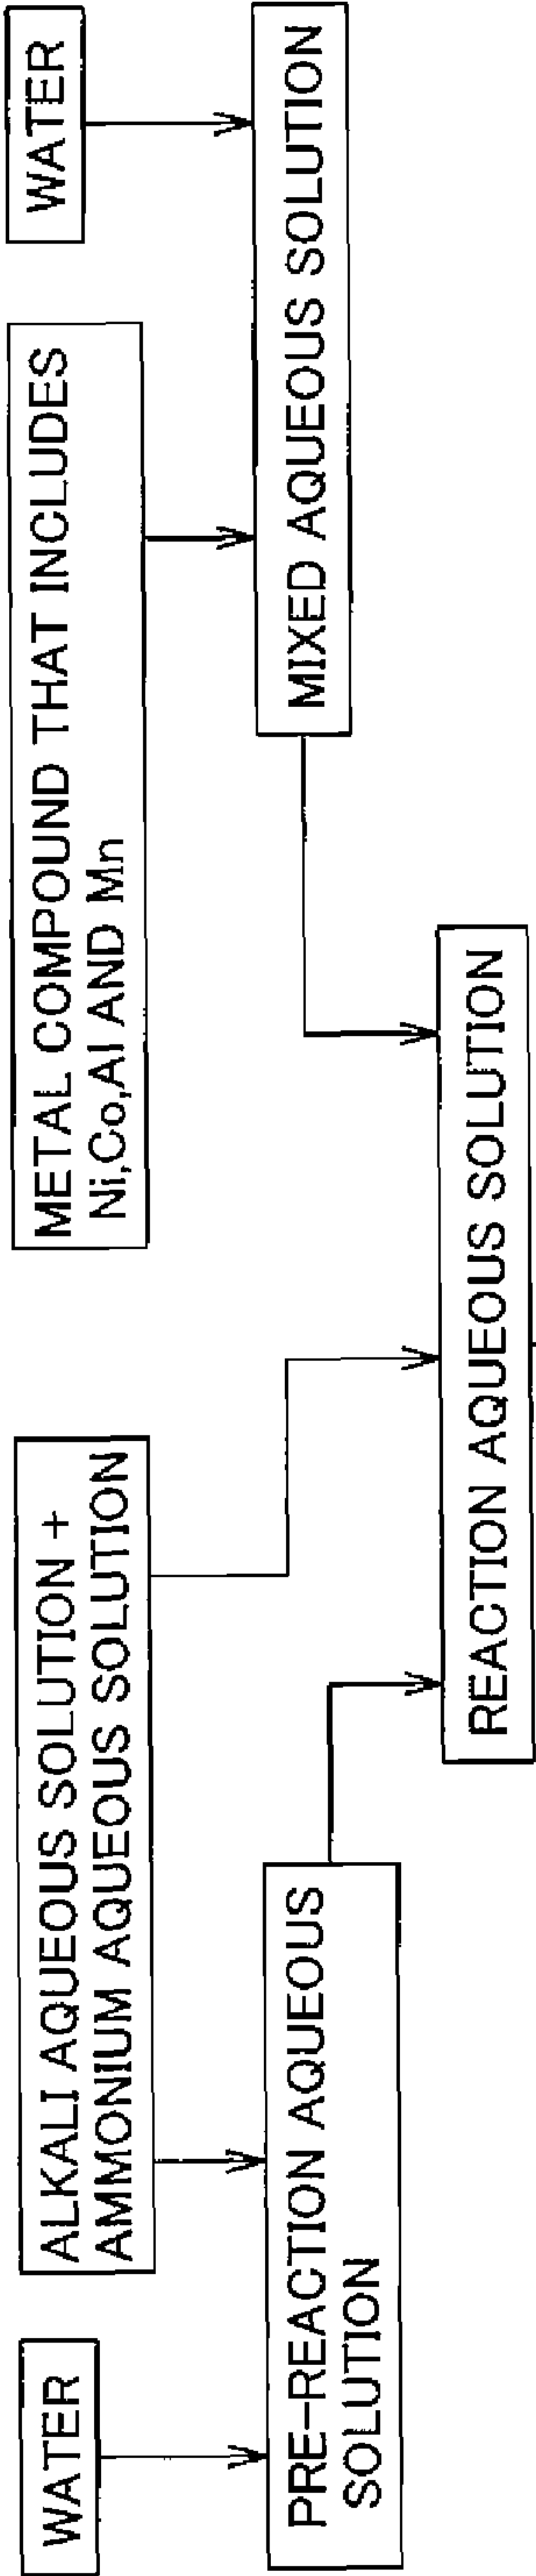 WATER
ALKALI AQUEOUS SOLUTION +
AMMONIUM AQUEOUS SOLUTION
METAL COMPOUND THAT INCLUDES
Ni,Co,Al AND Mn
WATER
PRE-REACTION AQUEOUS
SOLUTION
MIXED AQUEOUS SOLUTION
REACTION AQUEOUS SOLUTION